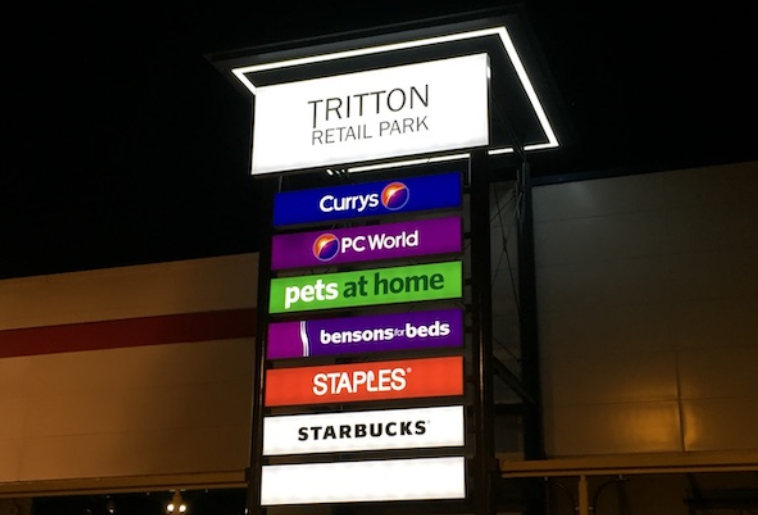 TRITTON
RETAIL PARK
Currys
PC World
pets at home
bensons for beds
STAPLES
STARBUCKS